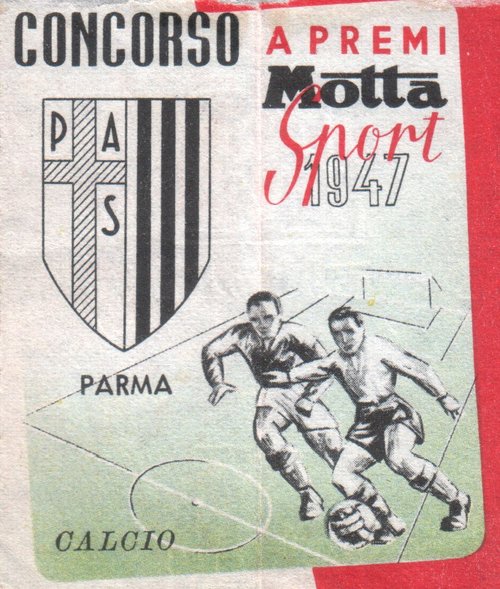 CONCORSO A PREMI
Motta
Sport
1947
P A
S
PARMA
CALCIO